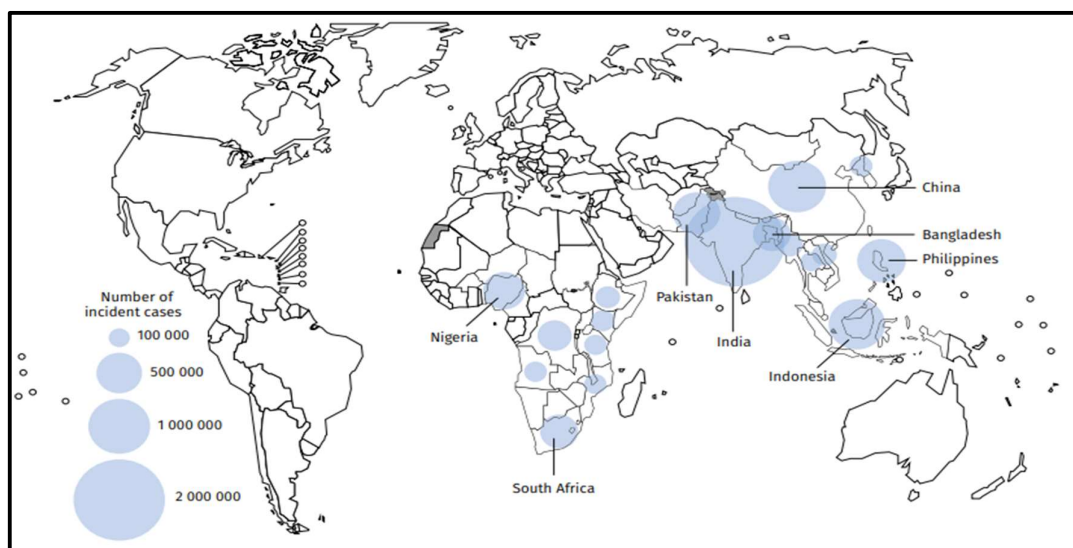 Number of
incident cases
100 000
500 000
1 000 000
2 000 000
China
Bangladesh
Philippines
Pakistan
India
Nigeria
Indonesia
South Africa